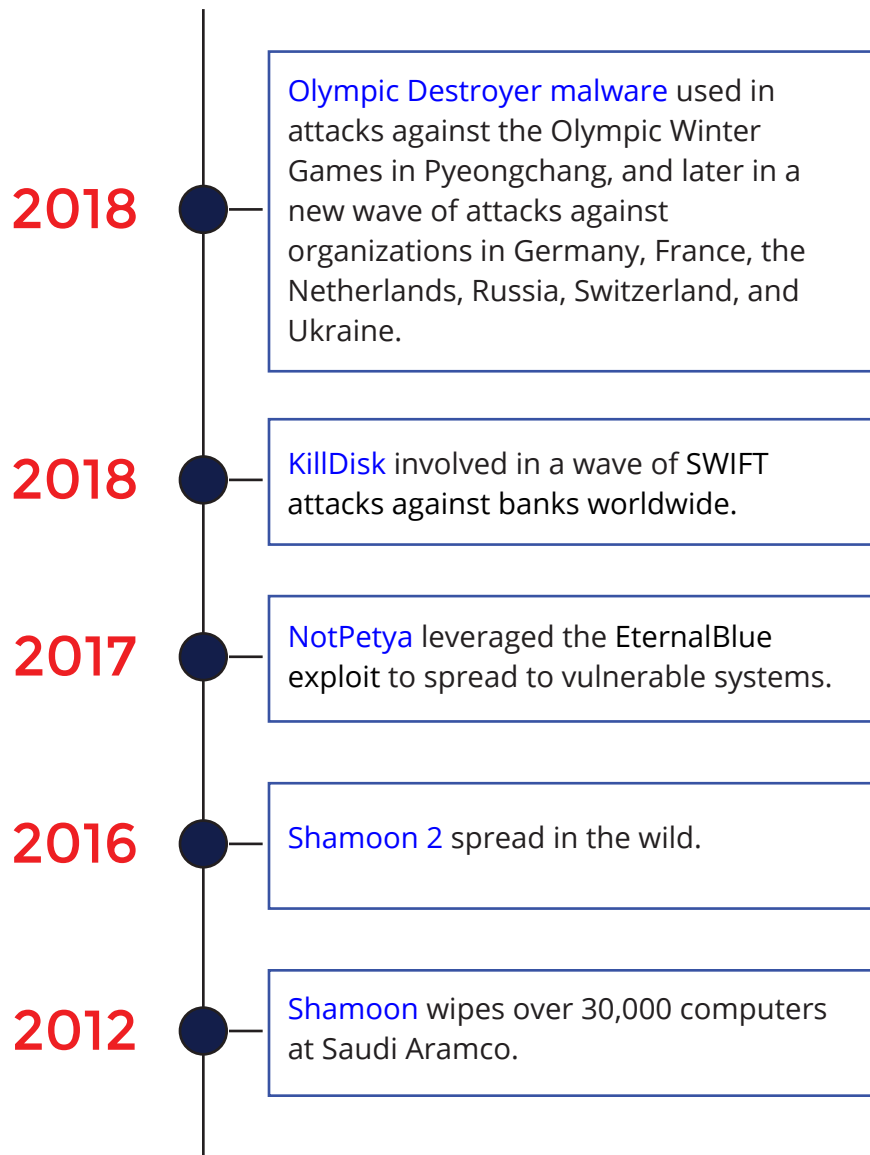 2018
Olympic Destroyer malware used in
attacks against the Olympic Winter
Games in Pyeongchang, and later in a
new wave of attacks against
organizations in Germany, France, the
Netherlands, Russia, Switzerland, and
Ukraine.
2018
KillDisk involved in a wave of SWIFT
attacks against banks worldwide.
2017
NotPetya leveraged the EternalBlue
exploit to spread to vulnerable systems.
2016
Shamoon 2 spread in the wild.
2012
Shamoon wipes over 30,000 computers
at Saudi Aramco.